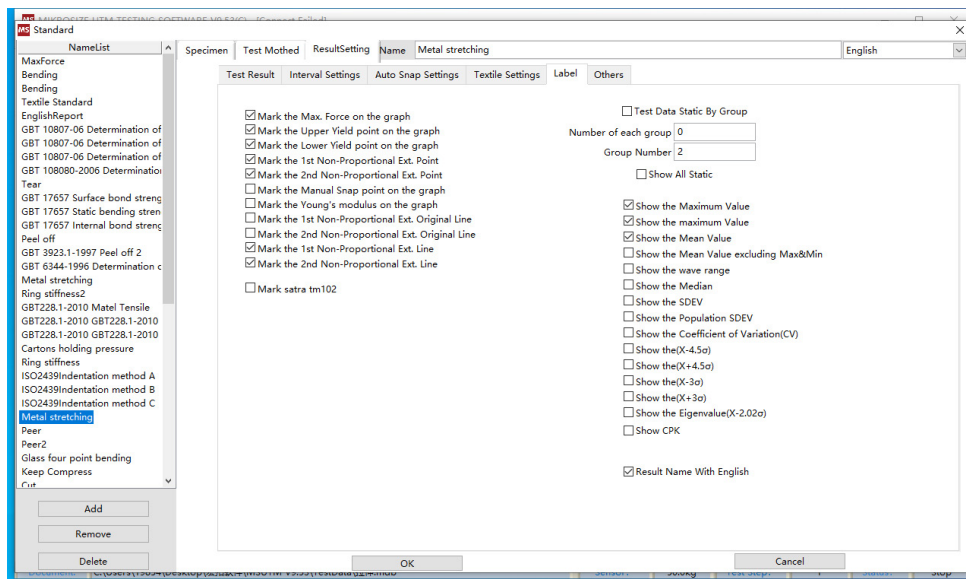 MIKROSIZE UTM TESTING SOFTWARE V9.53(C) - [Connect Failed]
MS Standard
NameList
Specimen
Test Mothed
ResultSetting
Name
Metal stretching
English
MaxForce
Bending
Bending
Textile Standard
EnglishReport
GBT 10807-06 Determination of
GBT 10807-06 Determination of
GBT 10807-06 Determination of
GBT 108080-2006 Determination
Tear
GBT 17657 Surface bond streng
GBT 17657 Static bending stren
GBT 17657 Internal bond streng
Peel off
GBT 3923.1-1997 Peel off 2
GBT 6344-1996 Determination c
Metal stretching
Ring stiffness2
GBT228.1-2010 Matel Tensile
GBT228.1-2010 GBT228.1-2010
GBT228.1-2010 GBT228.1-2010
Cartons holding pressure
Ring stiffness
ISO2439Indentation method A
ISO2439Indentation method B
ISO2439Indentation method C
Metal stretching
Peer
Peer2
Glass four point bending
Keep Compress
Cut
Add
Remove
Delete
Test Result
Interval Settings
Auto Snap Settings
Textile Settings
Label
Others
Mark the Max. Force on the graph
Mark the Upper Yield point on the graph
Mark the Lower Yield point on the graph
Mark the 1st Non-Proportional Ext. Point
Mark the 2nd Non-Proportional Ext. Point
Mark the Manual Snap point on the graph
Mark the Young's modulus on the graph
Mark the 1st Non-Proportional Ext. Original Line
Mark the 2nd Non-Proportional Ext. Original Line
Mark the 1st Non-Proportional Ext. Line
Mark the 2nd Non-Proportional Ext. Line
Mark satra tm102
Test Data Static By Group
Number of each group 0
Group Number 2
Show All Static
Show the Maximum Value
Show the maximum Value
Show the Mean Value
Show the Mean Value excluding Max&Min
Show the wave range
Show the Median
Show the SDEV
Show the Population SDEV
Show the Coefficient of Variation(CV)
Show the(X-4.5σ)
Show the(X+4.5σ)
Show the(X-3σ)
Show the(X+3σ)
Show the Eigenvalue(X-2.02σ)
Show CPK
Result Name With English
OK
Cancel